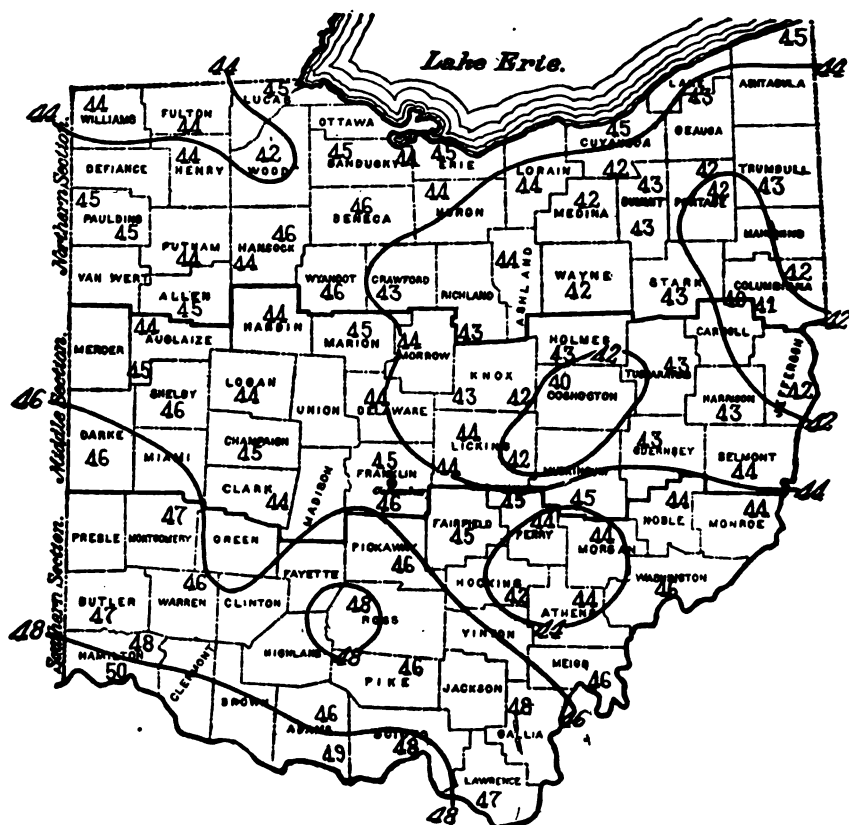 45
Lake Erie.
44
44
45
LAKE
43
ASHTABULA
44
WILLIAMS
FULTON
44
LUCAS
OTTAWA
45
CUYAHOGA
GEAUGA
44
DEFIANCE
44
HENRY
42
WOOD
45
SANDUSKY
44
45
ERIE
LORAIN
44
42
43
SUMMIT
43
PORTAGE
42
42
TRUMBULL
43
Northern Section.
45
PAULDING
45
46
SENECA
44
HURON
42
MEDINA
MAHONING
PUTNAM
44
HANCOCK
46
44
44
ASHLAND
VAN WERT
ALLEN
45
WYANDOT
46
CRAWFORD
43
RICHLAND
WAYNE
42
STARK
43
COLUMBIANA
42
40
41
42
MERCER
44
AUGLAIZE
44
HARDIN
45
MARION
44
MORROW
43
HOLMES
43
42
CARROLL
JEFFERSON
42
Middle Section.
45
SHELBY
46
LOGAN
44
UNION
44
DELAWARE
KNOX
43
42
40
COSHOCTON
43
TUSCARAWAS
HARRISON
43
42
46
DARKE
46
MIAMI
CHAMPAIGN
45
45
FRANKLIN
44
LICKING
44
42
MUSKINGUM
43
GUERNSEY
BELMONT
44
44
CLARK
44
MADISON
46
45
45
44
NOBLE
44
MONROE
Southern Section.
PREBLE
47
MONTGOMERY
GREEN
PICKAWAY
46
FAIRFIELD
45
44
PERRY
44
MORGAN
FAYETTE
HOCKING
42
44
ATHENS
44
WASHINGTON
46
BUTLER
47
46
WARREN
CLINTON
48
ROSS
48
VINTON
48
HAMILTON
50
48
CLERMONT
HIGHLAND
46
PIKE
JACKSON
MEIGS
46
46
BROWN
46
ADAMS
49
48
48
GALLIA
LAWRENCE
47
48